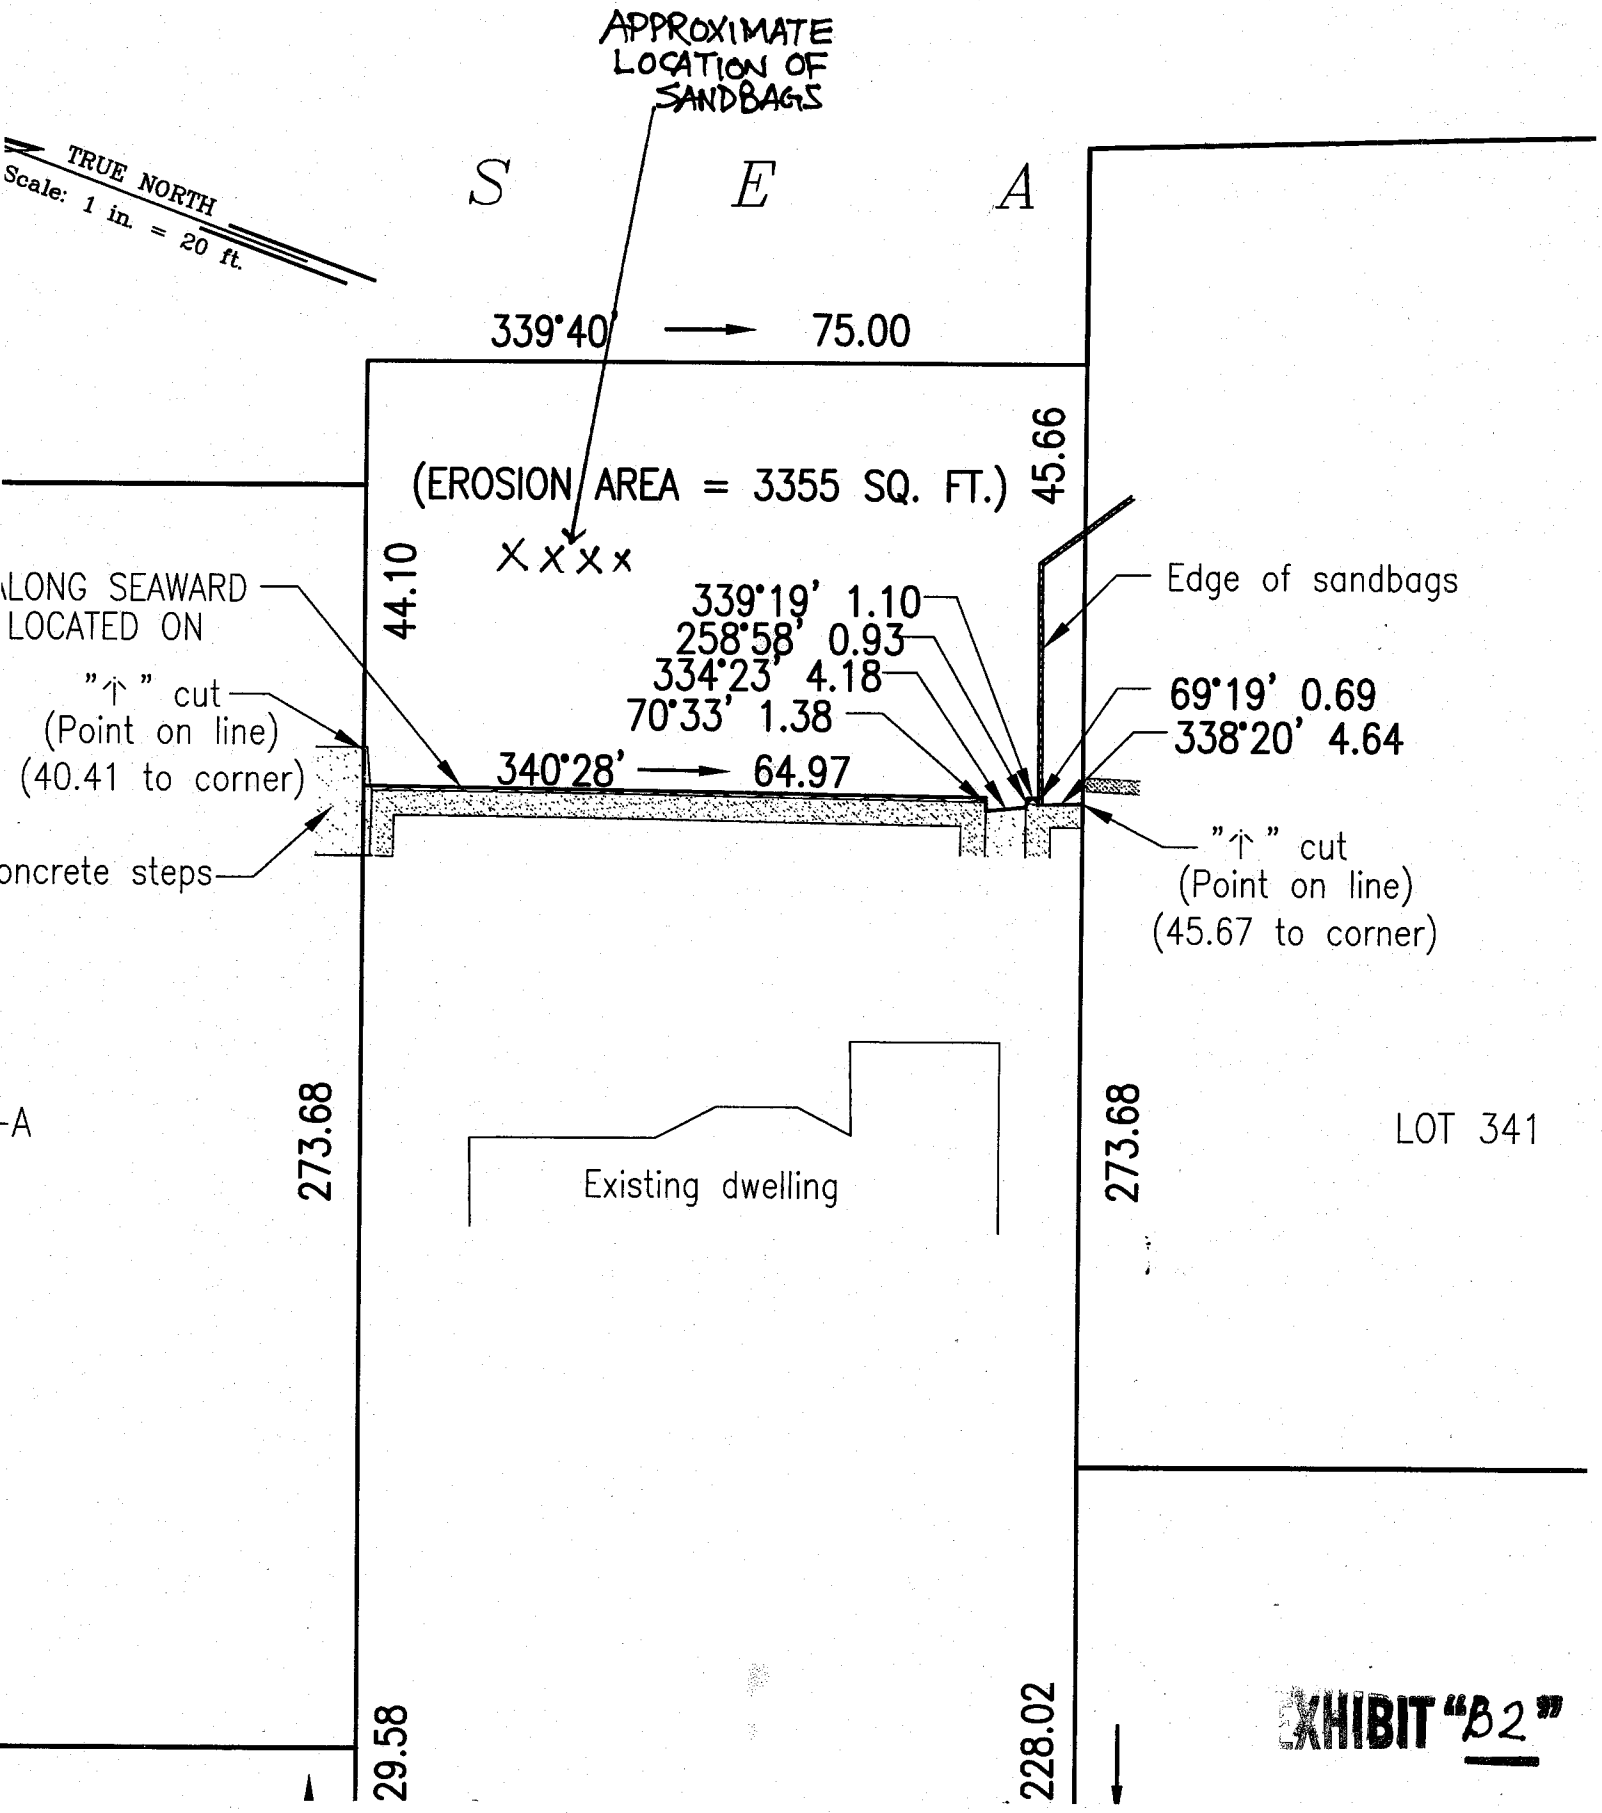 APPROXIMATE
LOCATION OF
SANDBAGS
TRUE NORTH
Scale: 1 in. = 20 ft.
S E A
339°40' 75.00
45.66
(EROSION AREA = 3355 SQ. FT.)
X X X X
44.10
ALONG SEAWARD
LOCATED ON
"↑" cut
(Point on line)
(40.41 to corner)
339°19' 1.10
258°58' 0.93
334°23' 4.18
70°33' 1.38
340°28' 64.97
Edge of sandbags
69°19' 0.69
338°20' 4.64
oncrete steps
"↑" cut
(Point on line)
(45.67 to corner)
273.68
273.68
-A
LOT 341
Existing dwelling
29.58
228.02
EXHIBIT "B2"